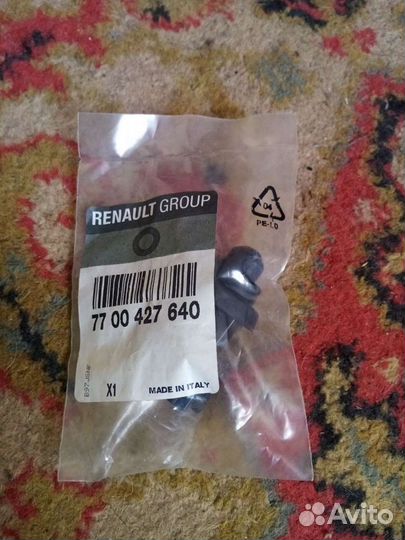 RENAULT GROUP
04
PE-LD
77 00 427 640
X1
MADE IN ITALY
Avito